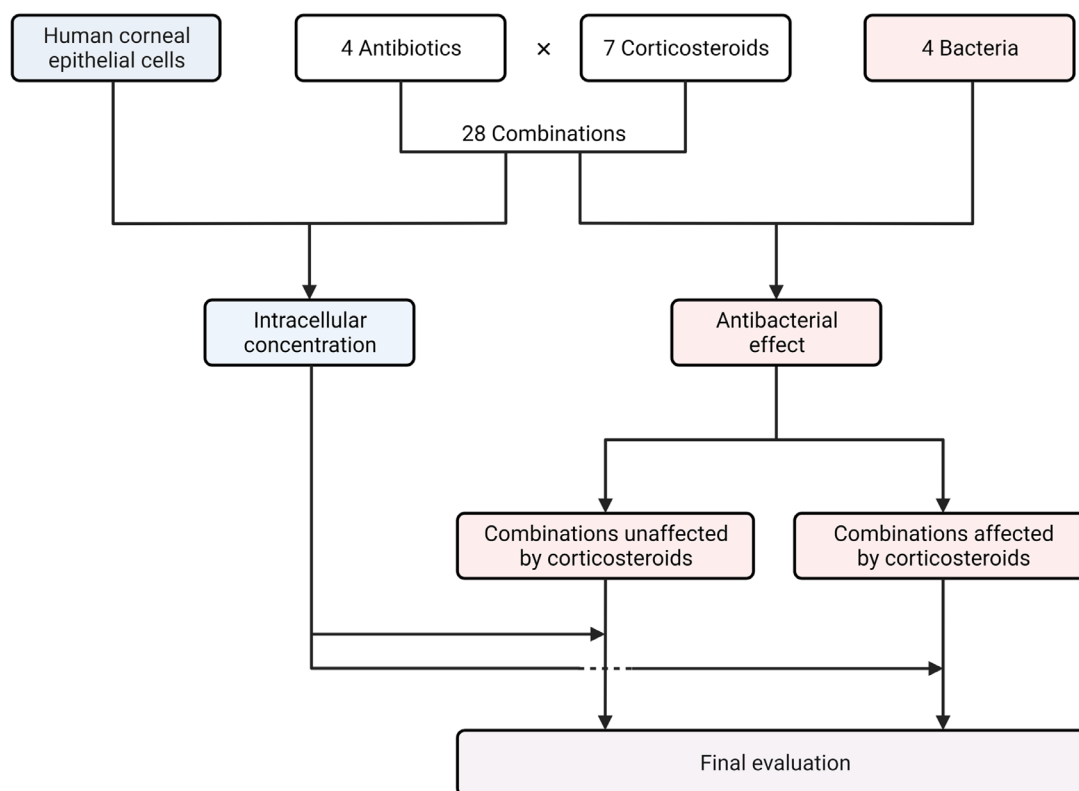 Human corneal
epithelial cells
4 Antibiotics
×
7 Corticosteroids
4 Bacteria
28 Combinations
Intracellular
concentration
Antibacterial
effect
Combinations unaffected
by corticosteroids
Combinations affected
by corticosteroids
Final evaluation